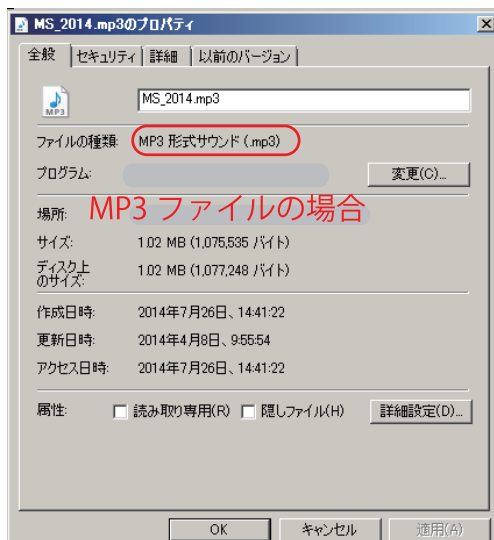 MS_2014.mp3のプロパティ
全般 セキュリティ 詳細 以前のバージョン
MP3
MS_2014.mp3
ファイルの種類: MP3 形式サウンド (.mp3)
プログラム: 変更(C)...
場所:
MP3 ファイルの場合
サイズ: 1.02 MB (1,075,535 バイト)
ディスク上
のサイズ: 1.02 MB (1,077,248 バイト)
作成日時: 2014年7月26日、14:41:22
更新日時: 2014年4月8日、9:55:54
アクセス日時: 2014年7月26日、14:41:22
属性: 読み取り専用(R) 隠しファイル(H) 詳細設定(D)...
OK キャンセル 適用(A)